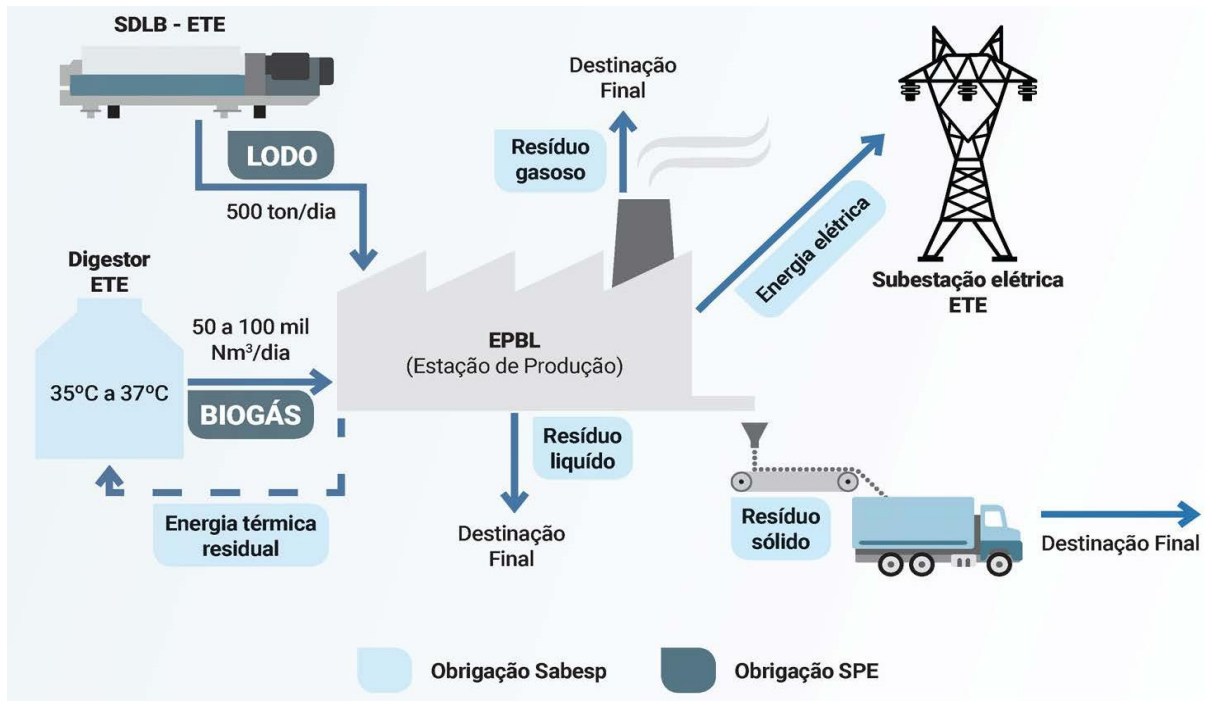 SDLB - ETE
LODO
500 ton/dia
Destinação
Final
Resíduo
gasoso
Energia elétrica
Subestação elétrica
ETE
Digestor
ETE
35ºC a 37ºC
50 a 100 mil
Nm³/dia
BIOGÁS
EPBL
(Estação de Produção)
Energia térmica
residual
Resíduo
liquído
Destinação
Final
Resíduo
sólido
Destinação Final
Obrigação Sabesp
Obrigação SPE